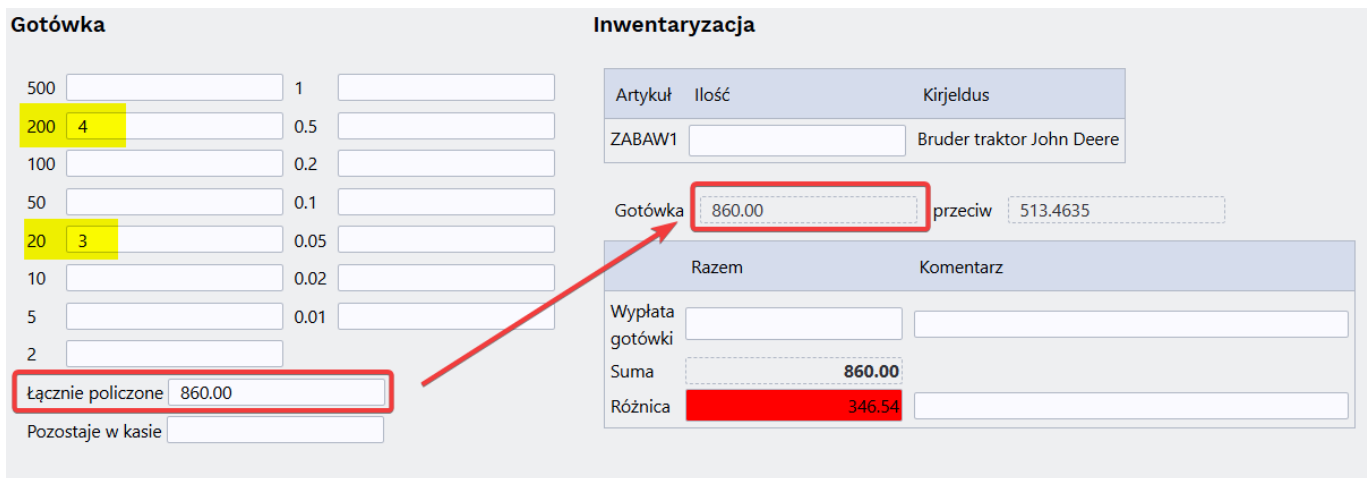 Gotówka
500 1
200 4 0.5
100 0.2
50 0.1
20 3 0.05
10 0.02
5 0.01
2
Łącznie policzone 860.00
Pozostaje w kasie
Inwentaryzacja
Artykuł Ilość Kirjeldus
ZABAW1 Bruder traktor John Deere
Gotówka 860.00 przeciw 513.4635
Razem Komentarz
Wypłata
gotówki
Suma 860.00
Różnica 346.54